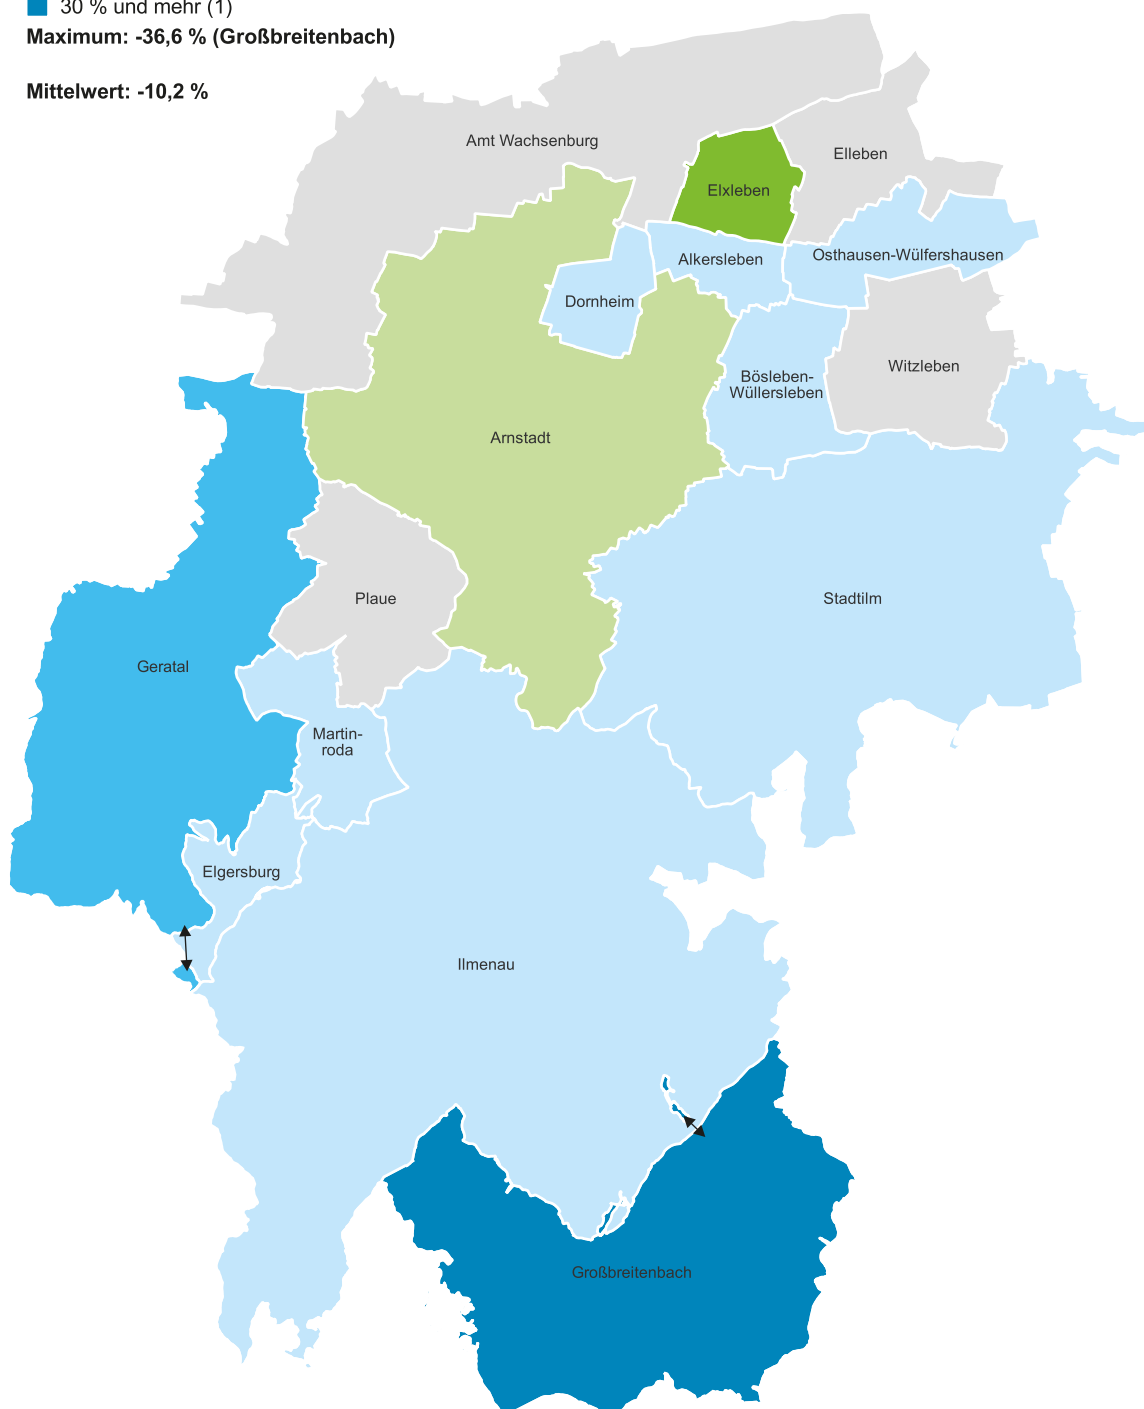 30 % und mehr (1)
Maximum: -36,6 % (Großbreitenbach)
Mittelwert: -10,2 %
Amt Wachsenburg
Elleben
Elxleben
Osthausen-Wülfershausen
Alkersleben
Dornheim
Witzleben
Bösleben-
Wüllersleben
Arnstadt
Plaue
Stadtilm
Geratal
Martin-
roda
Elgersburg
Ilmenau
Großbreitenbach